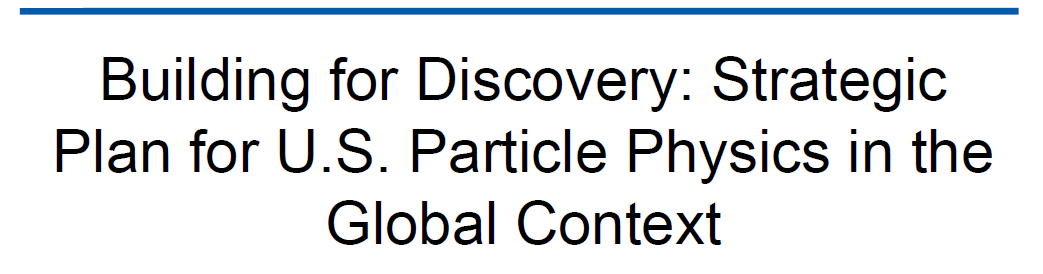 Building for Discovery: Strategic
Plan for U.S. Particle Physics in the
Global Context